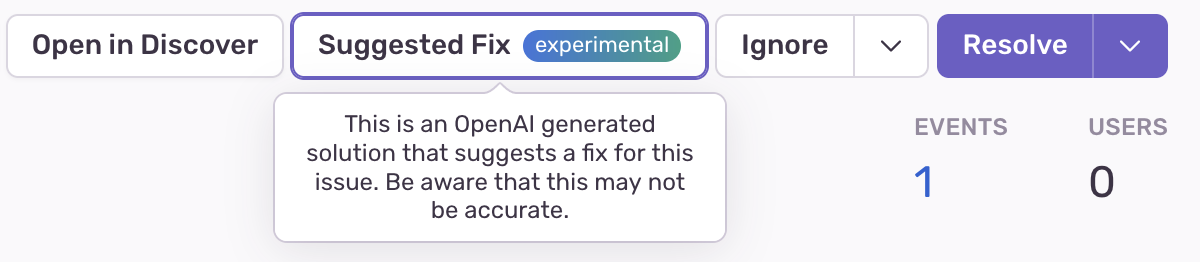 Open in Discover Suggested Fix experimental Ignore Resolve
This is an OpenAI generated
solution that suggests a fix for this
issue. Be aware that this may not
be accurate.
EVENTS USERS
1 0